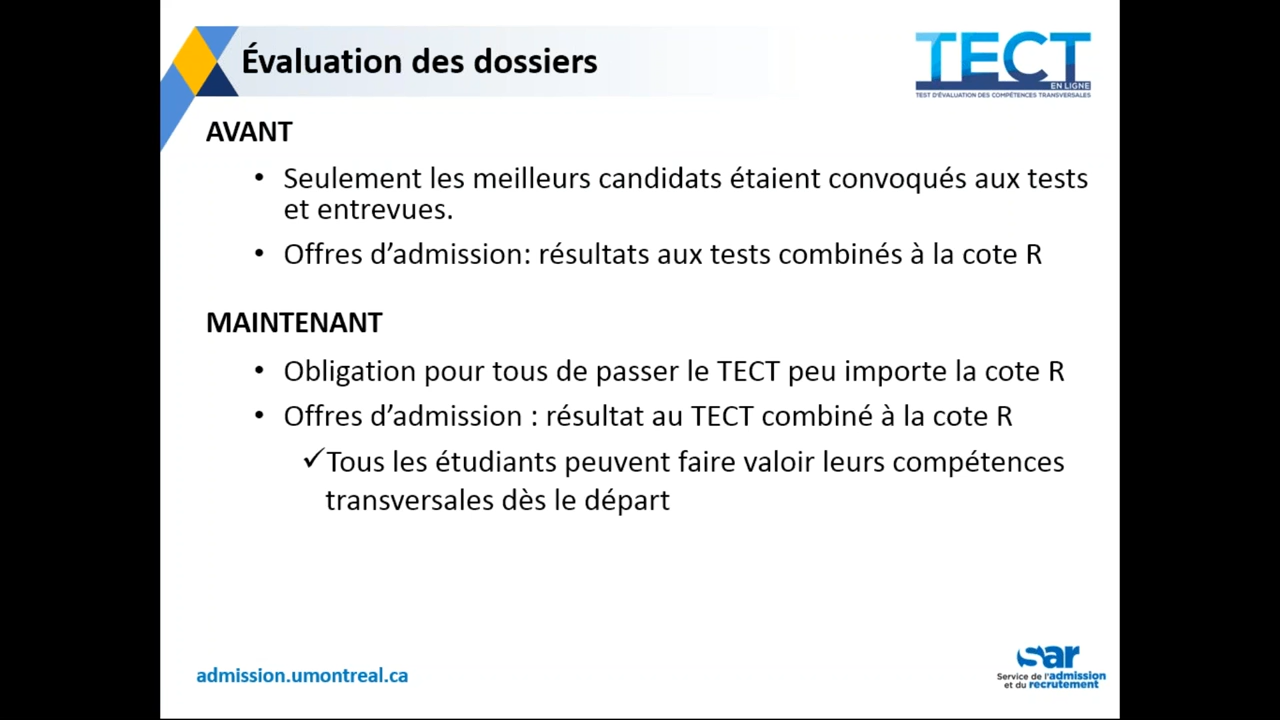 Évaluation des dossiers
TECT
EN LIGNE
TEST D'ÉVALUATION DES COMPÉTENCES TRANSVERSALES
AVANT
• Seulement les meilleurs candidats étaient convoqués aux tests
et entrevues.
• Offres d’admission: résultats aux tests combinés à la cote R
MAINTENANT
• Obligation pour tous de passer le TECT peu importe la cote R
• Offres d’admission : résultat au TECT combiné à la cote R
✓Tous les étudiants peuvent faire valoir leurs compétences
transversales dès le départ
admission.umontreal.ca
sar
Service de l'admission
et du recrutement